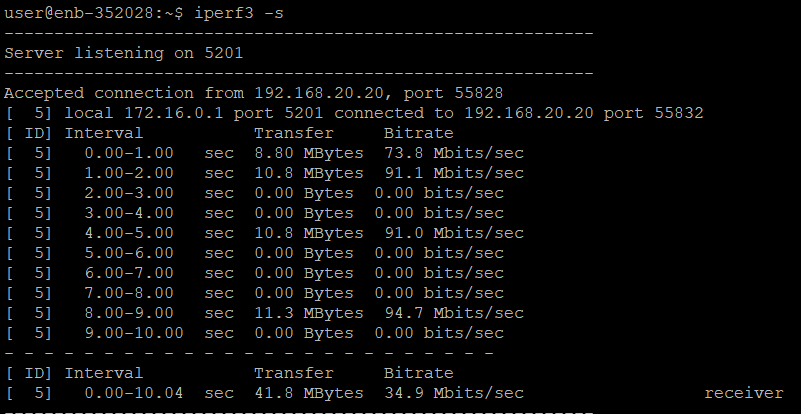 user@enb-352028:~$ iperf3 -s
-----------------------------------------------------------
Server listening on 5201
-----------------------------------------------------------
Accepted connection from 192.168.20.20, port 55828
[  5] local 172.16.0.1 port 5201 connected to 192.168.20.20 port 55832
[ ID] Interval           Transfer     Bitrate
[  5]   0.00-1.00   sec  8.80 MBytes  73.8 Mbits/sec
[  5]   1.00-2.00   sec  10.8 MBytes  91.1 Mbits/sec
[  5]   2.00-3.00   sec  0.00 Bytes  0.00 bits/sec
[  5]   3.00-4.00   sec  0.00 Bytes  0.00 bits/sec
[  5]   4.00-5.00   sec  10.8 MBytes  91.0 Mbits/sec
[  5]   5.00-6.00   sec  0.00 Bytes  0.00 bits/sec
[  5]   6.00-7.00   sec  0.00 Bytes  0.00 bits/sec
[  5]   7.00-8.00   sec  0.00 Bytes  0.00 bits/sec
[  5]   8.00-9.00   sec  11.3 MBytes  94.7 Mbits/sec
[  5]   9.00-10.00  sec  0.00 Bytes  0.00 bits/sec
- - - - - - - - - - - - - - - - - - - - - - - - -
[ ID] Interval           Transfer     Bitrate
[  5]   0.00-10.04  sec  41.8 MBytes  34.9 Mbits/sec                  receiver
-----------------------------------------------------------